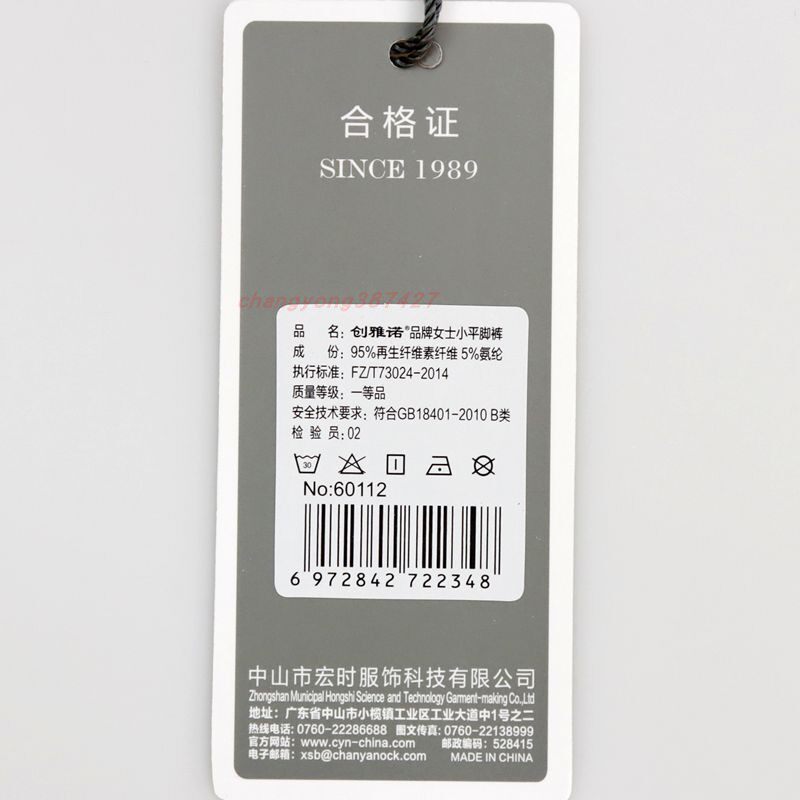 合格证
SINCE 1989
changyong387427
品 名：创雅诺®品牌女士小平脚裤
成 份：95%再生纤维素纤维 5%氨纶
执行标准：FZ/T73024-2014
质量等级：一等品
安全技术要求：符合GB18401-2010 B类
检 验 员：02
30
No:60112
6 972842 722348
中山市宏时服饰科技有限公司
Zhongshan Municipal Hongshi Science and Technology Garment-making Co.,Ltd
地址：广东省中山市小榄镇工业区工业大道中1号之二
热线电话：0760-22286688 图文传真：0760-22138999
官方网站：www.cyn-china.com 邮政编码：528415
电子邮箱：xsb@chanyanock.com MADE IN CHINA